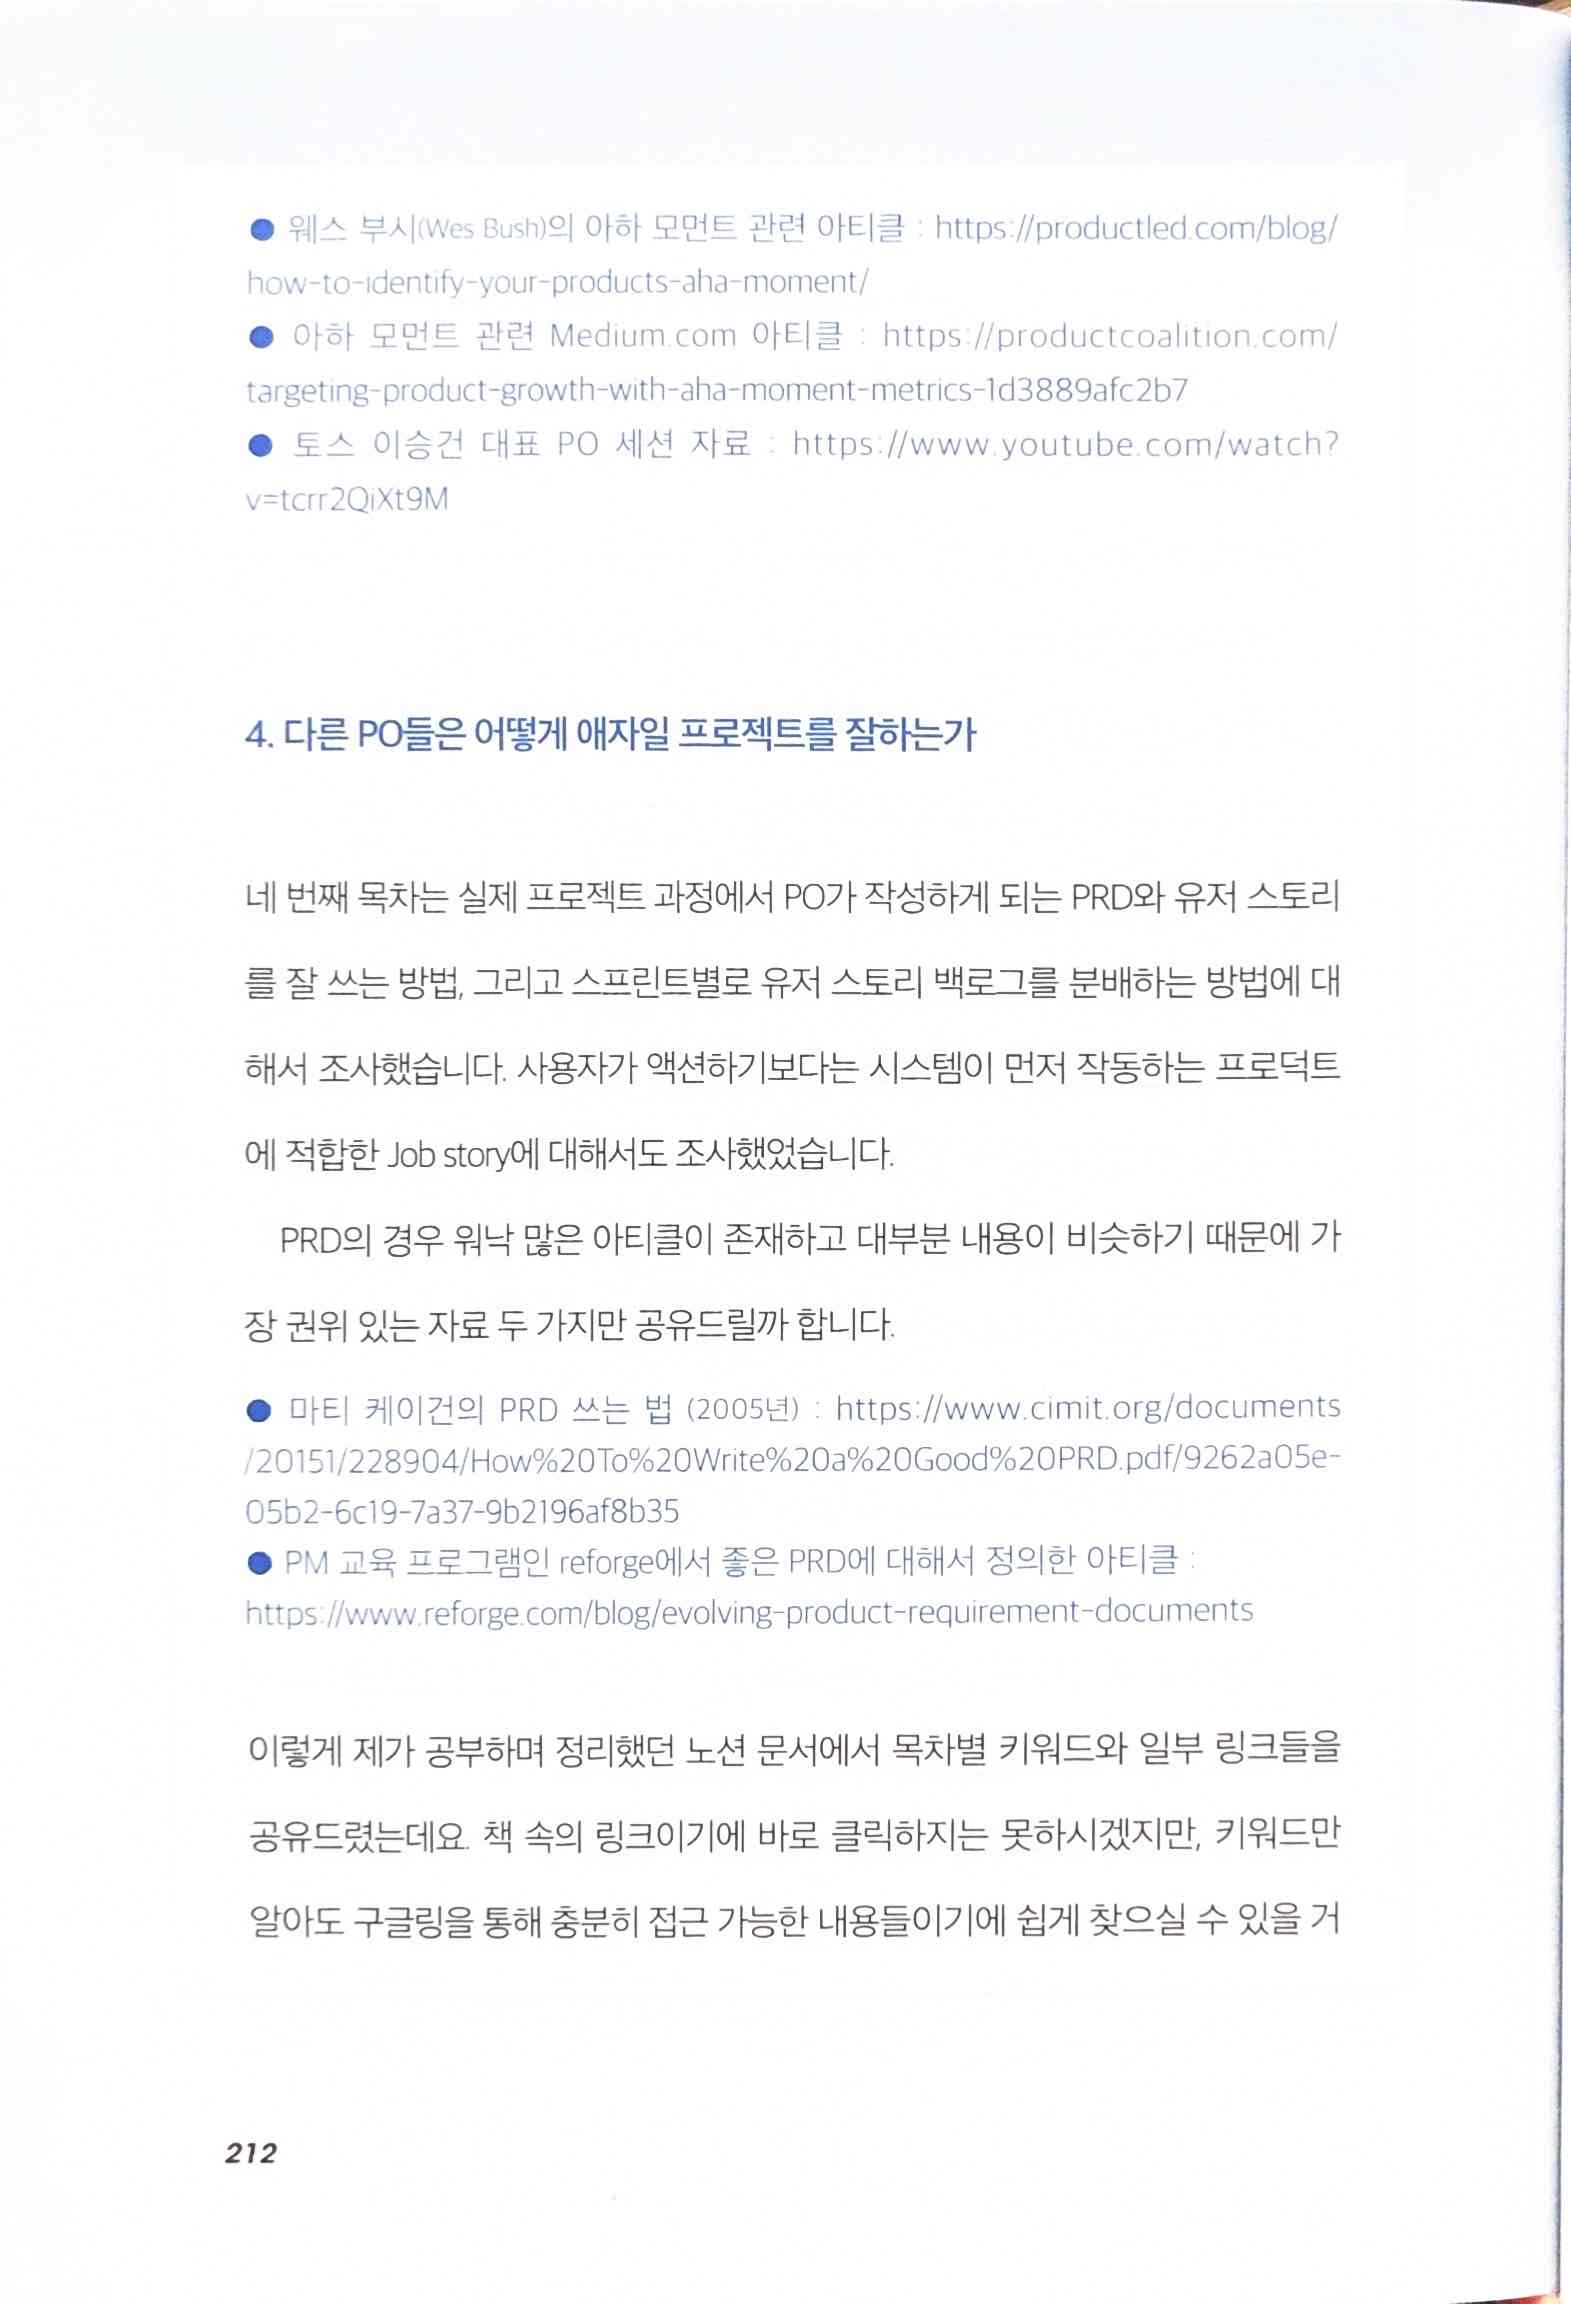 ● 웨스 부시(Wes Bush)의 아하 모먼트 관련 아티클 : https://productled.com/blog/
how-to-identify-your-products-aha-moment/
● 아하 모먼트 관련 Medium.com 아티클 : https://productcoalition.com/
targeting-product-growth-with-aha-moment-metrics-1d3889afc2b7
● 토스 이승건 대표 PO 세션 자료 : https://www.youtube.com/watch?
v=tcrr2QiXt9M
4. 다른 PO들은 어떻게 애자일 프로젝트를 잘하는가
네 번째 목차는 실제 프로젝트 과정에서 PO가 작성하게 되는 PRD와 유저 스토리
를 잘 쓰는 방법, 그리고 스프린트별로 유저 스토리 백로그를 분배하는 방법에 대
해서 조사했습니다. 사용자가 액션하기보다는 시스템이 먼저 작동하는 프로덕트
에 적합한 Job story에 대해서도 조사했었습니다.
PRD의 경우 워낙 많은 아티클이 존재하고 대부분 내용이 비슷하기 때문에 가
장 권위 있는 자료 두 가지만 공유드릴까 합니다.
● 마티 케이건의 PRD 쓰는 법 (2005년) : https://www.cimit.org/documents
/20151/228904/How%20To%20Write%20a%20Good%20PRD.pdf/9262a05e-
05b2-6c19-7a37-9b2196af8b35
● PM 교육 프로그램인 reforge에서 좋은 PRD에 대해서 정의한 아티클 :
https://www.reforge.com/blog/evolving-product-requirement-documents
이렇게 제가 공부하며 정리했던 노션 문서에서 목차별 키워드와 일부 링크들을
공유드렸는데요. 책 속의 링크이기에 바로 클릭하지는 못하시겠지만, 키워드만
알아도 구글링을 통해 충분히 접근 가능한 내용들이기에 쉽게 찾으실 수 있을 거
212